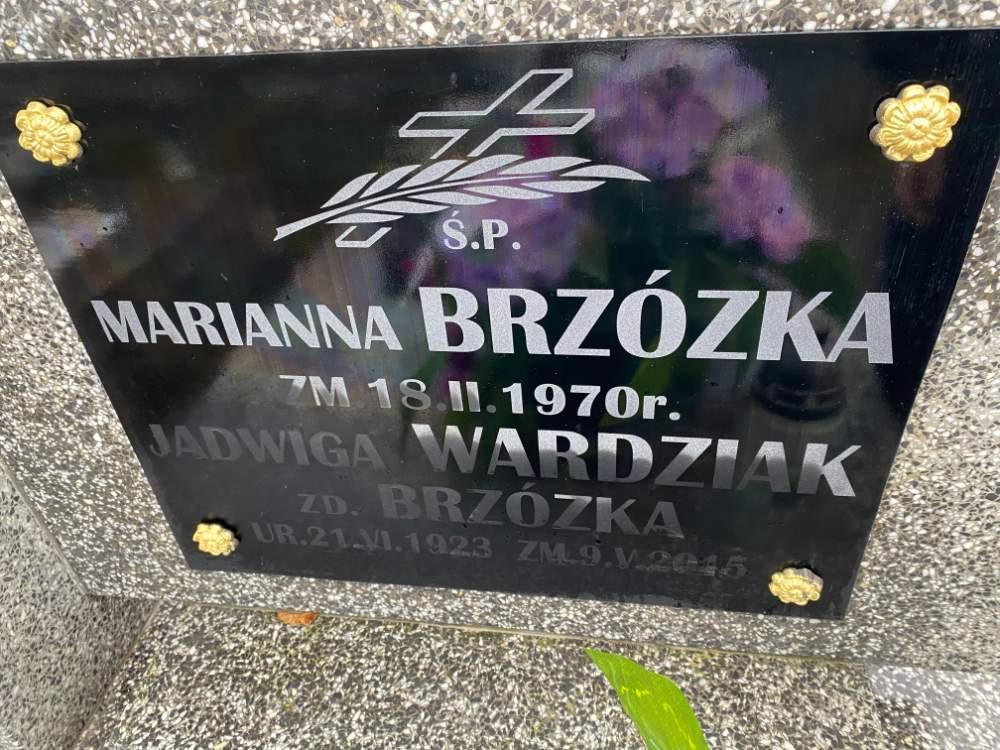 Ś.P.
MARIANNA BRZÓZKA
ZM 18.II.1970r.
JADWIGA WARDZIAK
ZD. BRZÓZKA
UR.21.VI.1923 ZM.9.V.2015